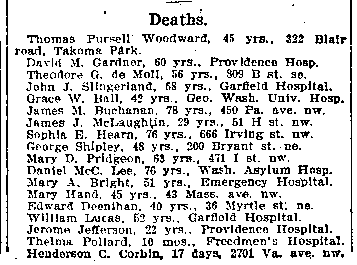 Deaths.
Thomas Pursell Woodward, 45 yrs., 322 Blair
road, Takoma Park.
David M. Gardner, 60 yrs., Providence Hosp.
Theodore G. de Moll, 56 yrs., 809 B st. se.
John J. Slingerland, 58 yrs., Garfield Hospital.
Grace W. Ball, 42 yrs., Geo. Wash. Univ. Hosp.
James M. Buchanan, 78 yrs., 450 Pa. ave. nw.
James J. McLaughlin, 29 yrs., 51 H st. nw.
Sophia E. Hearn, 76 yrs., 666 Irving st. nw.
George Shipley, 48 yrs., 209 Bryant st. ne.
Mary D. Pridgeon, 63 yrs., 471 I st. nw.
Daniel McC. Lee, 76 yrs., Wash. Asylum Hosp.
Mary A. Bright, 51 yrs., Emergency Hospital.
Mary Hand, 45 yrs., 43 Mass. ave. nw.
Edward Deenihan, 40 yrs., 36 Myrtle st. ne.
William Lucas, 52 yrs., Garfield Hospital.
Jerome Jefferson, 22 yrs., Providence Hospital.
Thelma Pollard, 10 mos., Freedmen's Hospital.
Henderson C. Corbin, 17 days, 2701 Va. ave. nw.